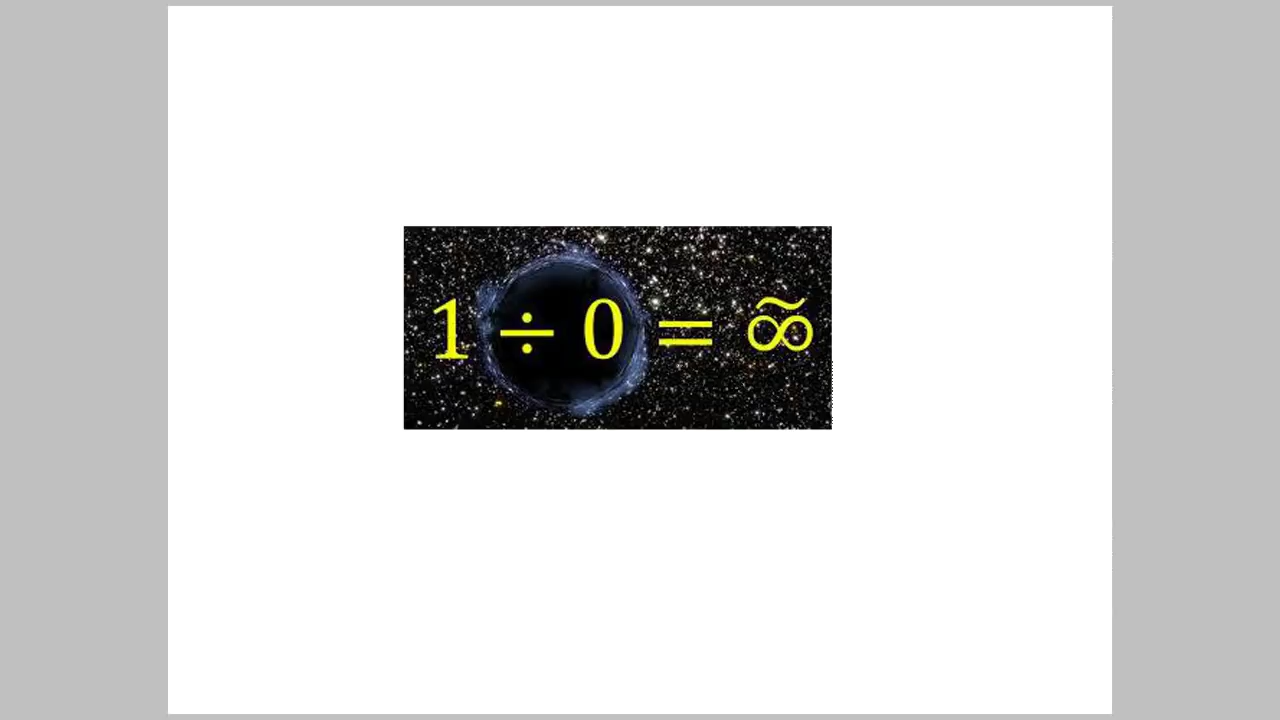 1 ÷ 0 = ∞̃